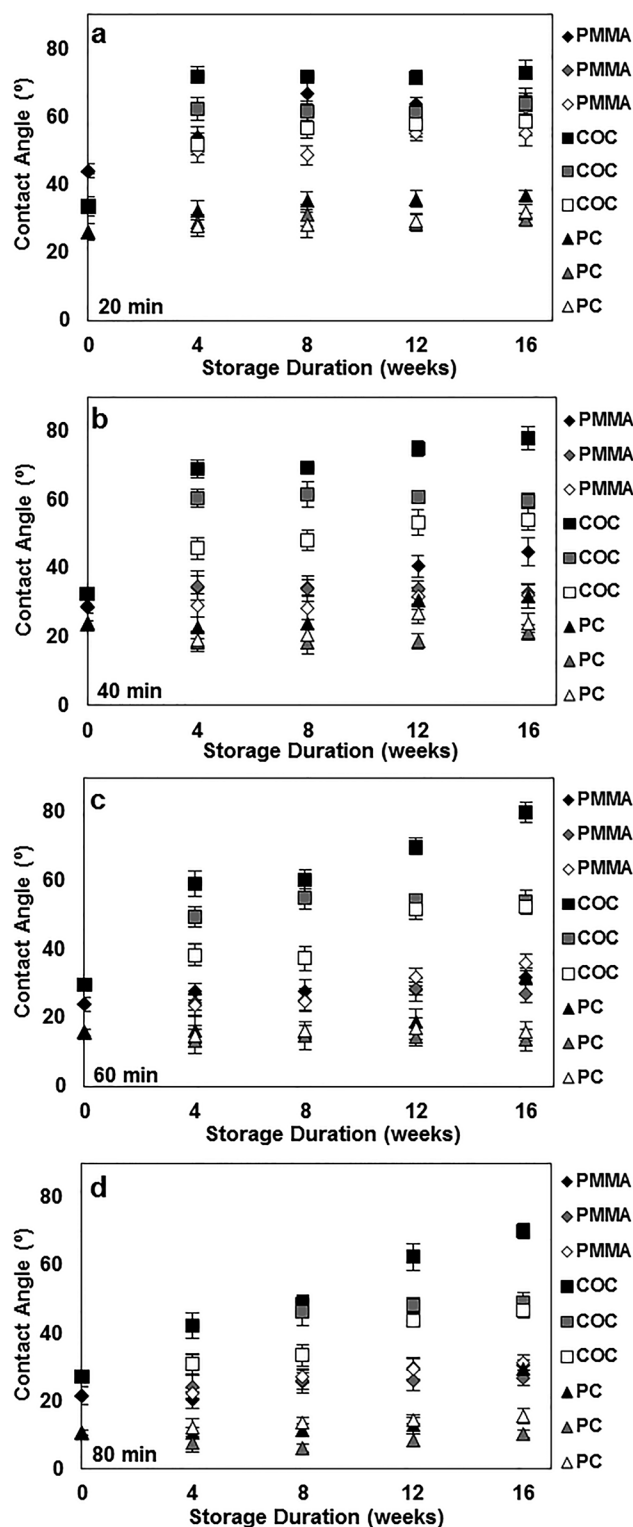 a
80
60
40
20
0
Contact Angle (º)
20 min
0 4 8 12 16
Storage Duration (weeks)
PMMA
PMMA
PMMA
COC
COC
COC
PC
PC
PC
b
80
60
40
20
0
Contact Angle (º)
40 min
0 4 8 12 16
Storage Duration (weeks)
PMMA
PMMA
PMMA
COC
COC
COC
PC
PC
PC
c
80
60
40
20
0
Contact Angle (º)
60 min
0 4 8 12 16
Storage Duration (weeks)
PMMA
PMMA
PMMA
COC
COC
COC
PC
PC
PC
d
80
60
40
20
0
Contact Angle (º)
80 min
0 4 8 12 16
Storage Duration (weeks)
PMMA
PMMA
PMMA
COC
COC
COC
PC
PC
PC